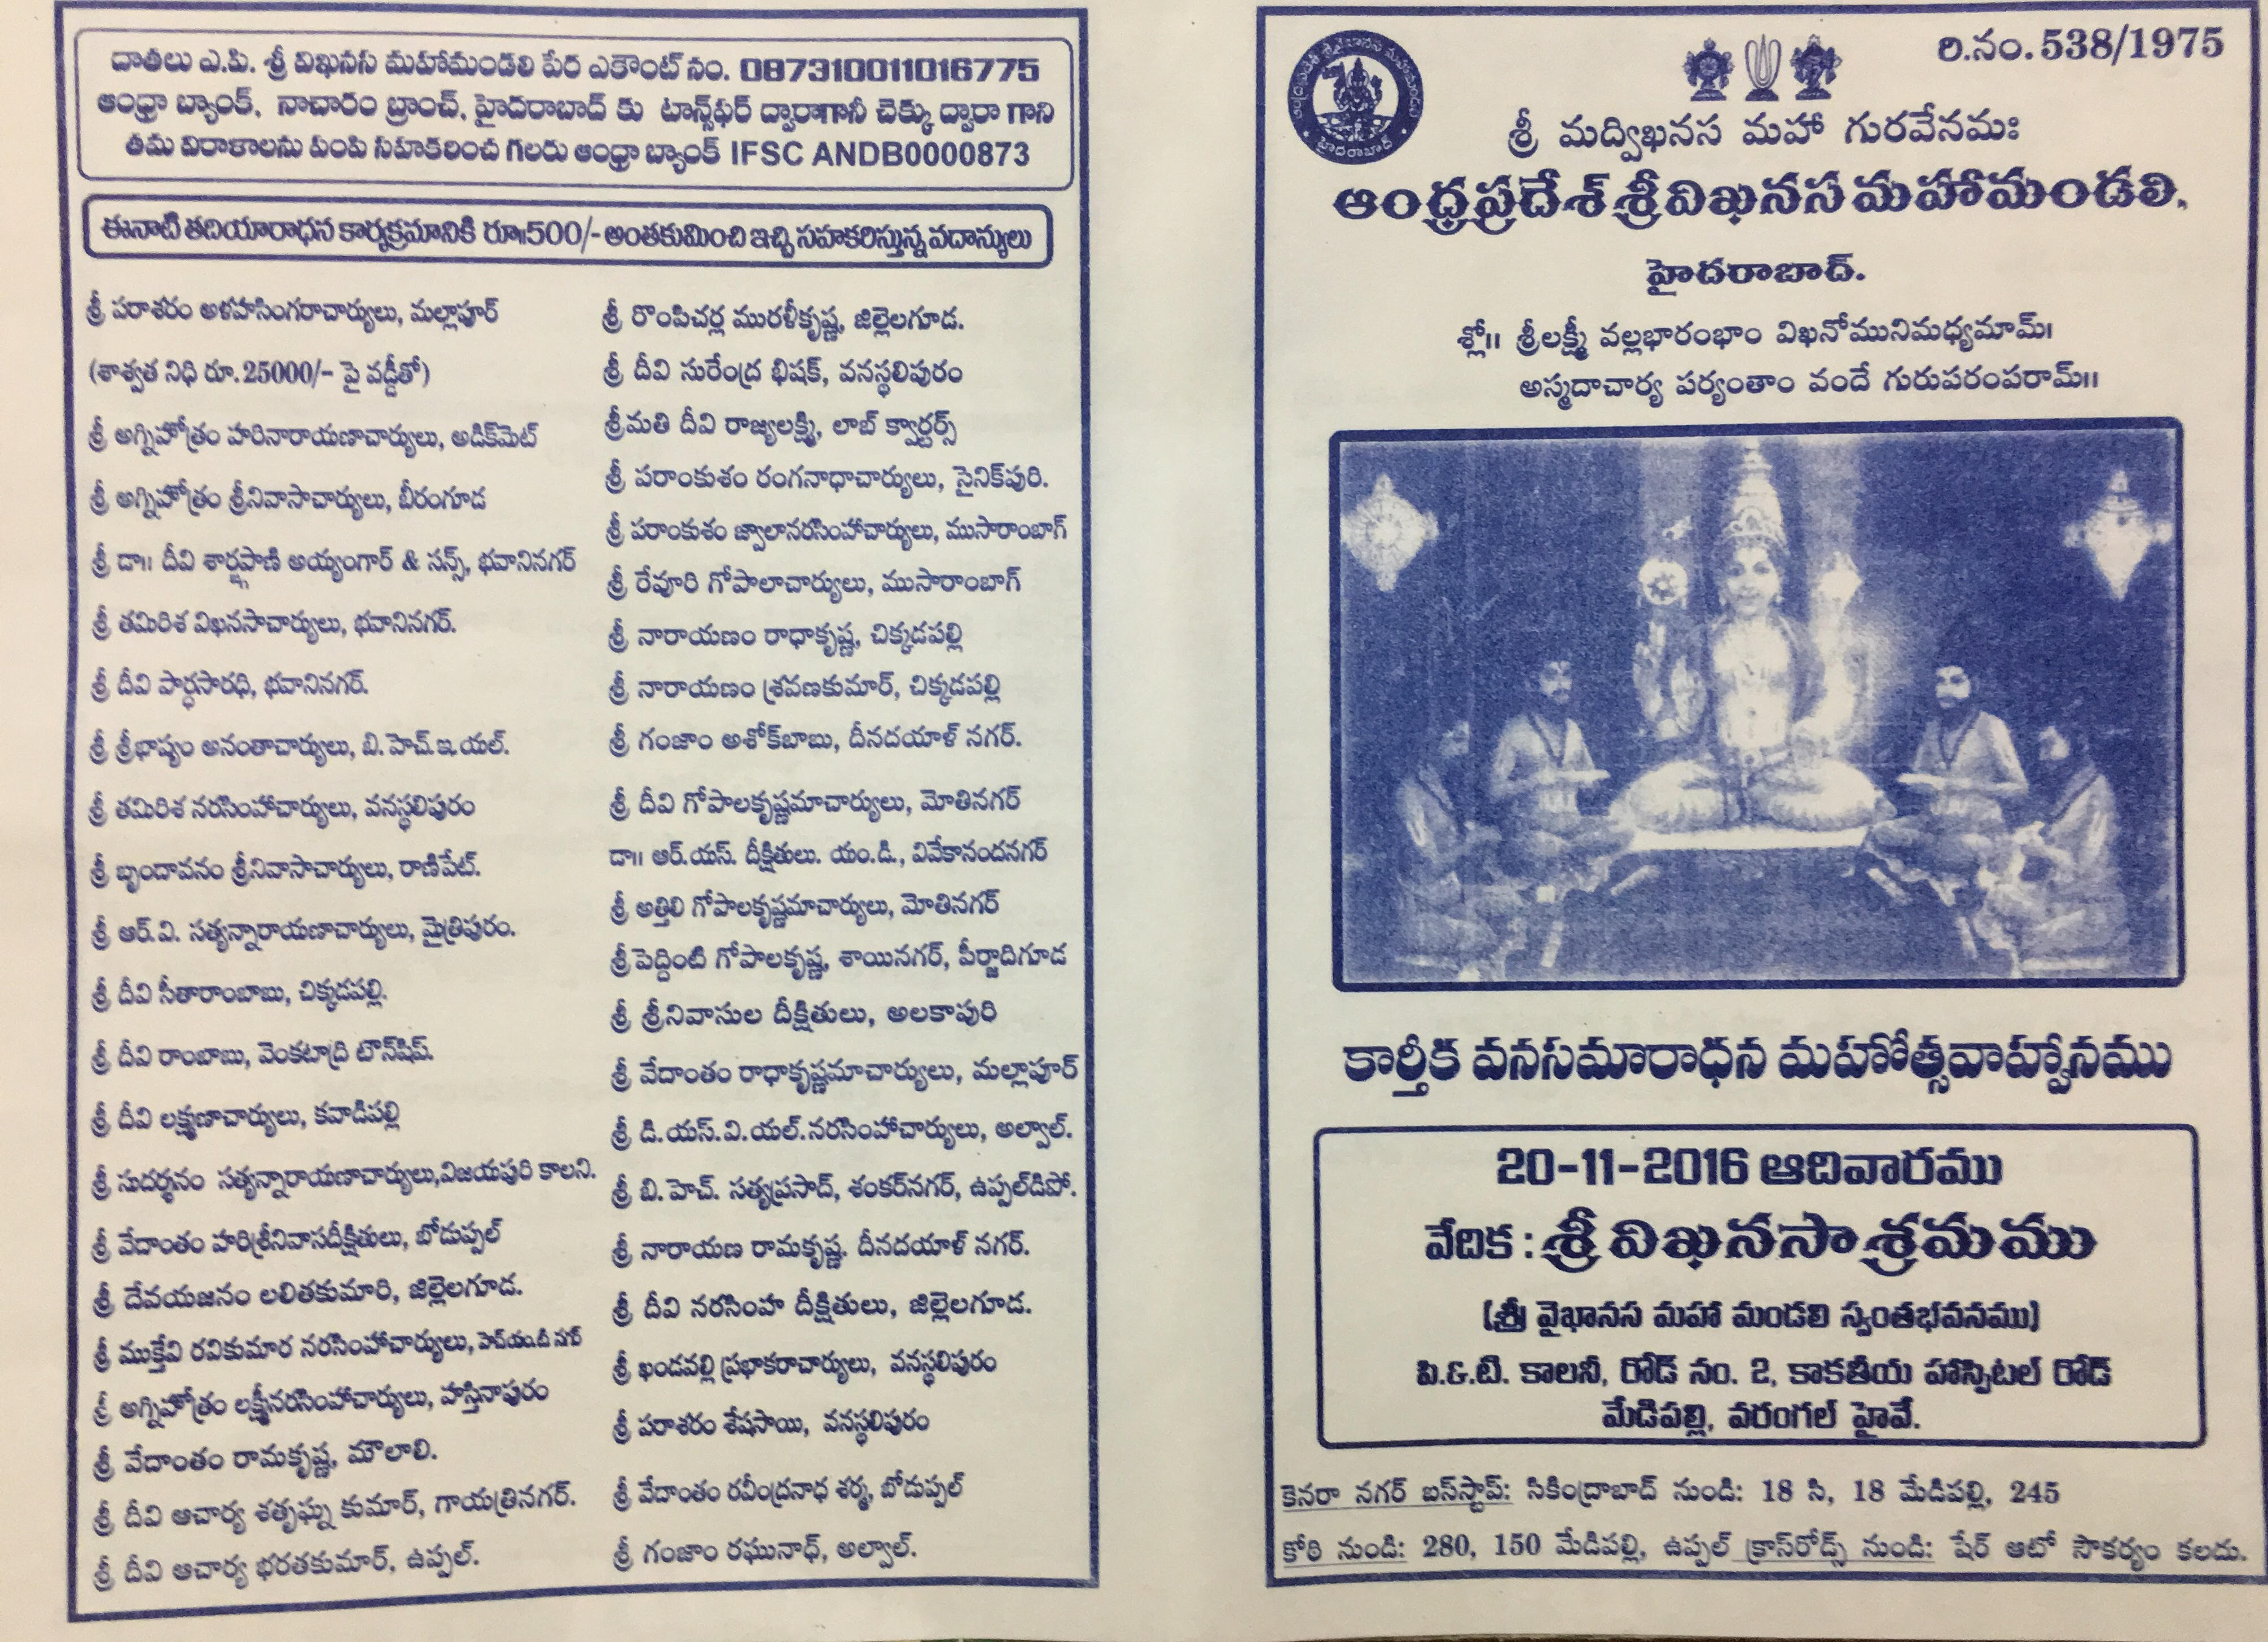 దాతలు ఎ.పి. శ్రీ విఖనస మహామండలి పేర ఎకౌంట్ నం. 087310011016775
ఆంధ్రా బ్యాంక్, నాచారం బ్రాంచ్, హైదరాబాద్ కు టాన్స్‌ఫర్ ద్వారాగానీ చెక్కు ద్వారా గాని
తమ విరాళాలను పంపి సహకరించ గలరు ఆంధ్రా బ్యాంక్ IFSC ANDB0000873
ఈనాటి తదియారాధన కార్యక్రమానికి రూ॥500/- అంతకుమించి ఇచ్చి సహకరిస్తున్న వదాన్యులు
శ్రీ పరాశరం అళహాసింగరాచార్యులు, మల్లాపూర్
(శాశ్వత నిధి రూ. 25000/- పై వడ్డీతో)
శ్రీ అగ్నిహోత్రం హరినారాయణాచార్యులు, అడిక్‌మెట్
శ్రీ అగ్నిహోత్రం శ్రీనివాసాచార్యులు, బీరంగూడ
శ్రీ డా॥ దీవి శార్ఙ్గపాణి అయ్యంగార్ & సన్స్, భవానినగర్
శ్రీ తమిరిశ విఖనసాచార్యులు, భవానినగర్.
శ్రీ దీవి పార్ధసారధి, భవానినగర్.
శ్రీ శ్రీభాష్యం అనంతాచార్యులు, బి. హెచ్. ఇ. యల్.
శ్రీ తమిరిశ నరసింహాచార్యులు, వనస్థలిపురం
శ్రీ బృందావనం శ్రీనివాసాచార్యులు, రాణిపేట్.
శ్రీ ఆర్. వి. సత్యన్నారాయణాచార్యులు, మైత్రిపురం.
శ్రీ దీవి సీతారాంబాబు, చిక్కడపల్లి.
శ్రీ దీవి రాంబాబు, వెంకటాద్రి టౌన్‌షిప్.
శ్రీ దీవి లక్ష్మణాచార్యులు, కవాడిపల్లి
శ్రీ సుదర్శనం సత్యన్నారాయణాచార్యులు,విజయపురి కాలని.
శ్రీ వేదాంతం హరిశ్రీనివాసదీక్షితులు, బోడుప్పల్
శ్రీ దేవయజనం లలితకుమారి, జిల్లెలగూడ.
శ్రీ ముక్తేవి రవికుమార నరసింహాచార్యులు, హెచ్.యం.టి నగర్
శ్రీ అగ్నిహోత్రం లక్ష్మీనరసింహాచార్యులు, హస్తినాపురం
శ్రీ వేదాంతం రామకృష్ణ, మౌలాలి.
శ్రీ దీవి ఆచార్య శతృఘ్న కుమార్, గాయత్రినగర్.
శ్రీ దీవి ఆచార్య భరతకుమార్, ఉప్పల్.
శ్రీ రొంపిచర్ల మురళీకృష్ణ, జిల్లెలగూడ.
శ్రీ దీవి సురేంద్ర భిషక్, వనస్థలిపురం
శ్రీమతి దీవి రాజ్యలక్ష్మి, లాబ్ క్వార్టర్స్
శ్రీ పరాంకుశం రంగనాధాచార్యులు, సైనిక్‌పురి.
శ్రీ పరాంకుశం జ్వాలానరసింహాచార్యులు, ముసారాంబాగ్
శ్రీ రేవూరి గోపాలాచార్యులు, ముసారాంబాగ్
శ్రీ నారాయణం రాధాకృష్ణ, చిక్కడపల్లి
శ్రీ నారాయణం శ్రవణకుమార్, చిక్కడపల్లి
శ్రీ గంజాం అశోక్‌బాబు, దీనదయాళ్ నగర్.
శ్రీ దీవి గోపాలకృష్ణమాచార్యులు, మోతినగర్
డా॥ ఆర్.యస్. దీక్షితులు. యం.డి., వివేకానందనగర్
శ్రీ అత్తిలి గోపాలకృష్ణమాచార్యులు, మోతినగర్
శ్రీ పెద్దింటి గోపాలకృష్ణ, శాయినగర్, పీర్జాదిగూడ
శ్రీ శ్రీనివాసుల దీక్షితులు, అలకాపురి
శ్రీ వేదాంతం రాధాకృష్ణమాచార్యులు, మల్లాపూర్
శ్రీ డి.యస్.వి.యల్.నరసింహాచార్యులు, అల్వాల్.
శ్రీ బి. హెచ్. సత్యప్రసాద్, శంకర్‌నగర్, ఉప్పల్‌డిపో.
శ్రీ నారాయణ రామకృష్ణ. దీనదయాళ్ నగర్.
శ్రీ దీవి నరసింహ దీక్షితులు, జిల్లెలగూడ.
శ్రీ ఖండవల్లి ప్రభాకరాచార్యులు, వనస్థలిపురం
శ్రీ పరాశరం శేషసాయి, వనస్థలిపురం
శ్రీ వేదాంతం రవీంద్రనాధ శర్మ, బోడుప్పల్
శ్రీ గంజాం రఘునాధ్, అల్వాల్.
రి.నం. 538/1975
శ్రీ మద్విఖనస మహా గురవేనమః
ఆంధ్రప్రదేశ్ శ్రీ విఖనస మహామండలి,
హైదరాబాద్.
శ్లో॥ శ్రీలక్ష్మీ వల్లభారంభాం విఖనోమునిమధ్యమామ్।
అస్మదాచార్య పర్యంతాం వందే గురుపరంపరామ్॥
కార్తీక వనసమారాధన మహోత్సవాహ్వానము
20-11-2016 ఆదివారము
వేదిక : శ్రీ విఖనసాశ్రమము
(శ్రీ వైఖానస మహా మండలి స్వంతభవనము)
పి.&.టి. కాలనీ, రోడ్ నం. 2, కాకతీయ హాస్పిటల్ రోడ్
మేడిపల్లి, వరంగల్ హైవే.
కెనరా నగర్ బస్‌స్టాప్: సికింద్రాబాద్ నుండి: 18 సి, 18 మేడిపల్లి, 245
కోఠి నుండి: 280, 150 మేడిపల్లి, ఉప్పల్ క్రాస్‌రోడ్స్ నుండి: షేర్ ఆటో సౌకర్యం కలదు.